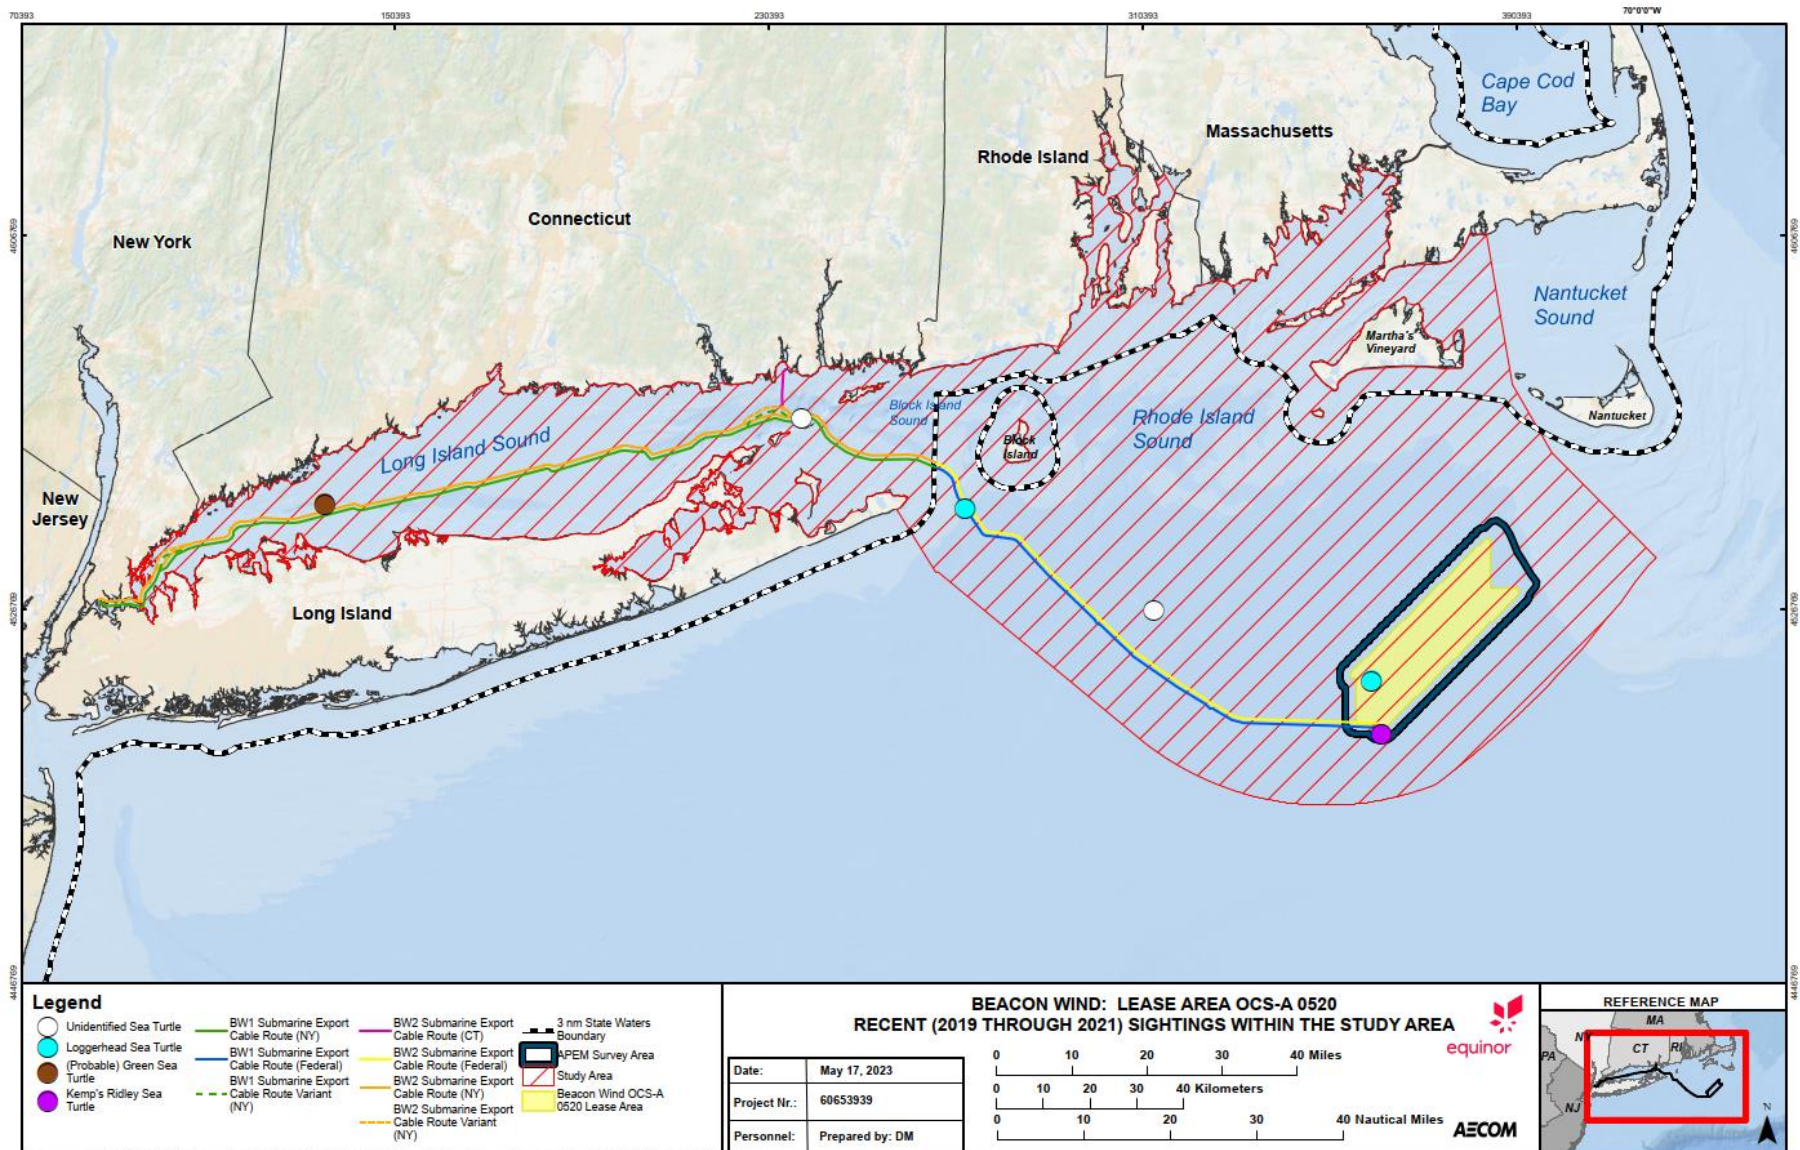 70393
150393
230393
310393
390393
70°0'0"W
Cape Cod
Bay
Massachusetts
Rhode Island
Connecticut
New York
4606769
4606769
Nantucket
Sound
Martha's
Vineyard
Nantucket
Block Island
Sound
Rhode Island
Sound
Block
Island
Long Island Sound
New
Jersey
4526769
4526769
Long Island
4446769
4446769
Legend
Unidentified Sea Turtle
Loggerhead Sea Turtle
(Probable) Green Sea
Turtle
Kemp's Ridley Sea
Turtle
BW1 Submarine Export
Cable Route (NY)
BW1 Submarine Export
Cable Route (Federal)
BW1 Submarine Export
Cable Route Variant
(NY)
BW2 Submarine Export
Cable Route (CT)
BW2 Submarine Export
Cable Route (Federal)
BW2 Submarine Export
Cable Route (NY)
BW2 Submarine Export
Cable Route Variant
(NY)
3 nm State Waters
Boundary
APEM Survey Area
Study Area
Beacon Wind OCS-A
0520 Lease Area
BEACON WIND: LEASE AREA OCS-A 0520
RECENT (2019 THROUGH 2021) SIGHTINGS WITHIN THE STUDY AREA
equinor
Date: May 17, 2023
Project Nr.: 60653939
Personnel: Prepared by: DM
0 10 20 30 40 Miles
0 10 20 30 40 Kilometers
0 10 20 30 40 Nautical Miles
AECOM
REFERENCE MAP
MA
NY
CT
RI
PA
NJ
N